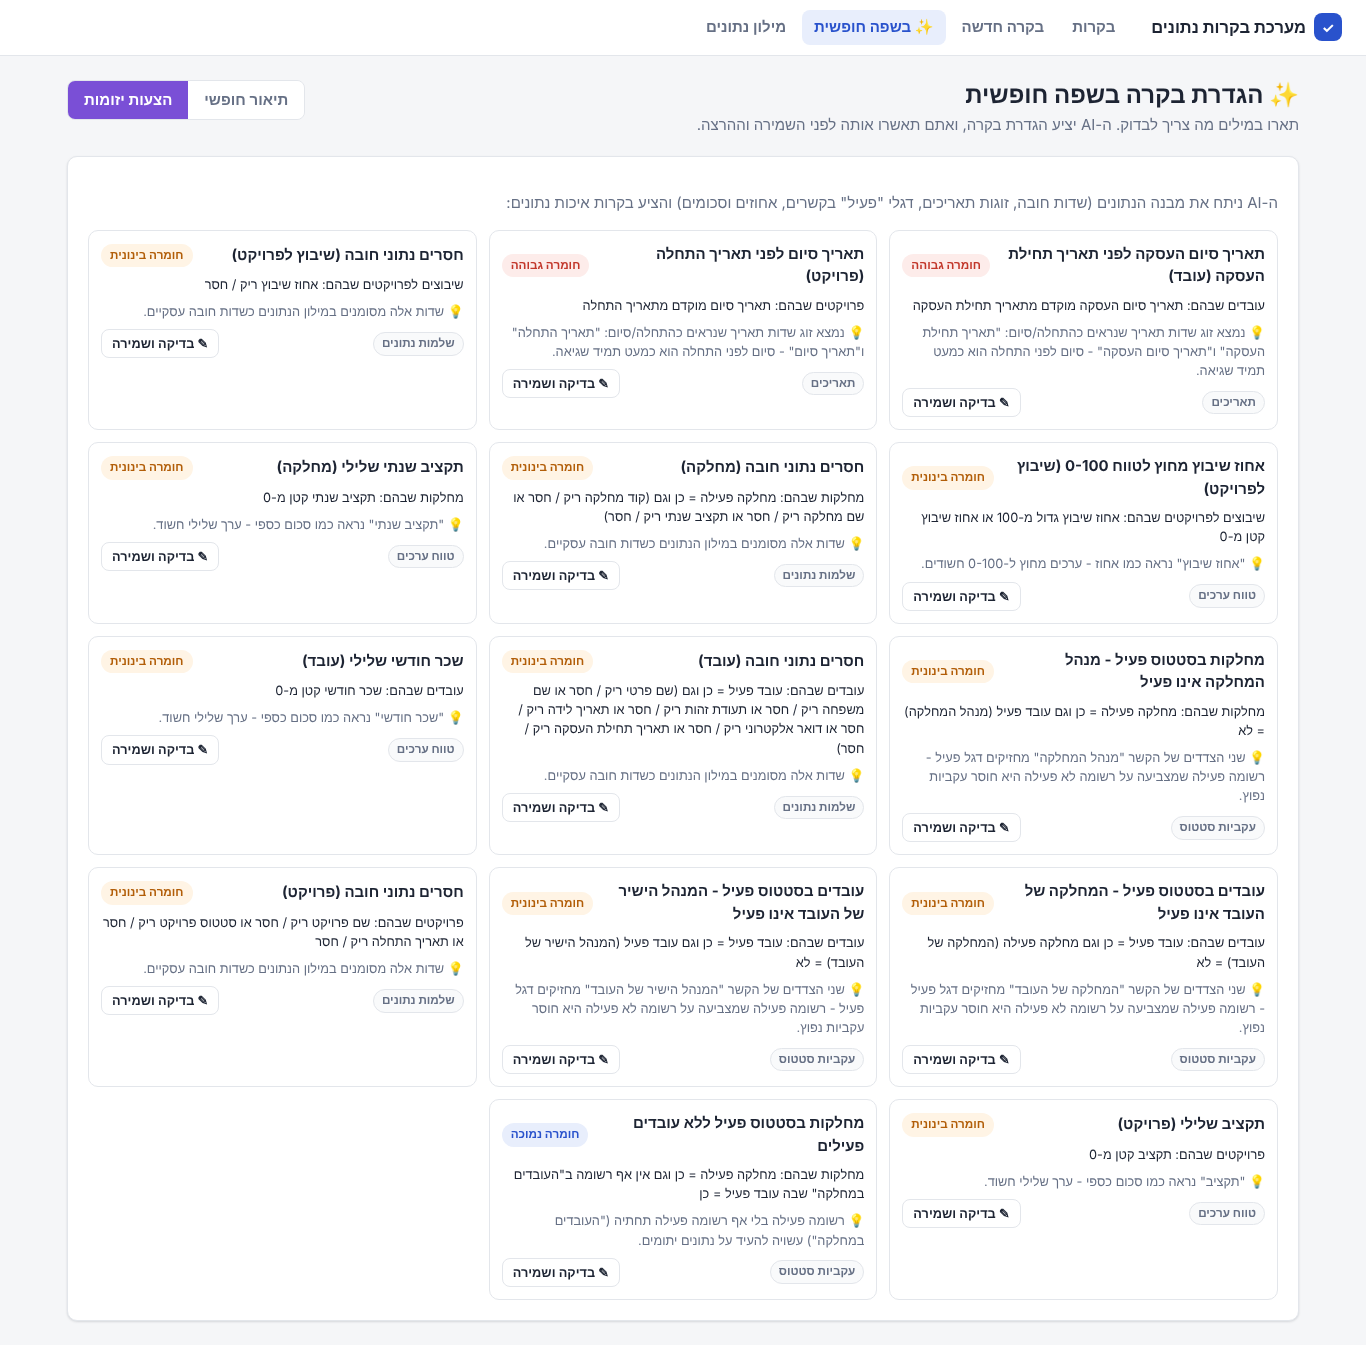 מערכת בקרות נתונים
בקרות
בקרה חדשה
✨ בשפה חופשית
מילון נתונים
✨ הגדרת בקרה בשפה חופשית
תארו במילים מה צריך לבדוק. ה-AI יציע הגדרת בקרה, ואתם תאשרו אותה לפני השמירה וההרצה.
תיאור חופשי
הצעות יזומות
ה-AI ניתח את מבנה הנתונים (שדות חובה, זוגות תאריכים, דגלי "פעיל" בקשרים, אחוזים וסכומים) והציע בקרות איכות נתונים:
תאריך סיום העסקה לפני תאריך תחילת
העסקה (עובד)
חומרה גבוהה
עובדים שבהם: תאריך סיום העסקה מוקדם מתאריך תחילת העסקה
💡 נמצא זוג שדות תאריך שנראים כהתחלה/סיום: "תאריך תחילת
העסקה" ו"תאריך סיום העסקה" - סיום לפני התחלה הוא כמעט
תמיד שגיאה.
תאריכים
✎ בדיקה ושמירה
תאריך סיום לפני תאריך התחלה
(פרויקט)
חומרה גבוהה
פרויקטים שבהם: תאריך סיום מוקדם מתאריך התחלה
💡 נמצא זוג שדות תאריך שנראים כהתחלה/סיום: "תאריך התחלה"
ו"תאריך סיום" - סיום לפני התחלה הוא כמעט תמיד שגיאה.
תאריכים
✎ בדיקה ושמירה
חסרים נתוני חובה (שיבוץ לפרויקט)
חומרה בינונית
שיבוצים לפרויקטים שבהם: אחוז שיבוץ ריק / חסר
💡 שדות אלה מסומנים במילון הנתונים כשדות חובה עסקיים.
שלמות נתונים
✎ בדיקה ושמירה
אחוז שיבוץ מחוץ לטווח 0-100 (שיבוץ
לפרויקט)
חומרה בינונית
שיבוצים לפרויקטים שבהם: אחוז שיבוץ גדול מ-100 או אחוז שיבוץ
קטן מ-0
💡 "אחוז שיבוץ" נראה כמו אחוז - ערכים מחוץ ל-0-100 חשודים.
טווח ערכים
✎ בדיקה ושמירה
חסרים נתוני חובה (מחלקה)
חומרה בינונית
מחלקות שבהם: מחלקה פעילה = כן וגם (קוד מחלקה ריק / חסר או
שם מחלקה ריק / חסר או תקציב שנתי ריק / חסר)
💡 שדות אלה מסומנים במילון הנתונים כשדות חובה עסקיים.
שלמות נתונים
✎ בדיקה ושמירה
תקציב שנתי שלילי (מחלקה)
חומרה בינונית
מחלקות שבהם: תקציב שנתי קטן מ-0
💡 "תקציב שנתי" נראה כמו סכום כספי - ערך שלילי חשוד.
טווח ערכים
✎ בדיקה ושמירה
מחלקות בסטטוס פעיל - מנהל
המחלקה אינו פעיל
חומרה בינונית
מחלקות שבהם: מחלקה פעילה = כן וגם עובד פעיל (מנהל המחלקה)
= לא
💡 שני הצדדים של הקשר "מנהל המחלקה" מחזיקים דגל פעיל -
רשומה פעילה שמצביעה על רשומה לא פעילה היא חוסר עקביות
נפוץ.
עקביות סטטוס
✎ בדיקה ושמירה
חסרים נתוני חובה (עובד)
חומרה בינונית
עובדים שבהם: עובד פעיל = כן וגם (שם פרטי ריק / חסר או שם
משפחה ריק / חסר או תעודת זהות ריק / חסר או תאריך לידה ריק /
חסר או דואר אלקטרוני ריק / חסר או תאריך תחילת העסקה ריק /
חסר)
💡 שדות אלה מסומנים במילון הנתונים כשדות חובה עסקיים.
שלמות נתונים
✎ בדיקה ושמירה
שכר חודשי שלילי (עובד)
חומרה בינונית
עובדים שבהם: שכר חודשי קטן מ-0
💡 "שכר חודשי" נראה כמו סכום כספי - ערך שלילי חשוד.
טווח ערכים
✎ בדיקה ושמירה
עובדים בסטטוס פעיל - המחלקה של
העובד אינו פעיל
חומרה בינונית
עובדים שבהם: עובד פעיל = כן וגם מחלקה פעילה (המחלקה של
העובד) = לא
💡 שני הצדדים של הקשר "המחלקה של העובד" מחזיקים דגל פעיל
- רשומה פעילה שמצביעה על רשומה לא פעילה היא חוסר עקביות
נפוץ.
עקביות סטטוס
✎ בדיקה ושמירה
עובדים בסטטוס פעיל - המנהל הישיר
של העובד אינו פעיל
חומרה בינונית
עובדים שבהם: עובד פעיל = כן וגם עובד פעיל (המנהל הישיר של
העובד) = לא
💡 שני הצדדים של הקשר "המנהל הישיר של העובד" מחזיקים דגל
פעיל - רשומה פעילה שמצביעה על רשומה לא פעילה היא חוסר
עקביות נפוץ.
עקביות סטטוס
✎ בדיקה ושמירה
חסרים נתוני חובה (פרויקט)
חומרה בינונית
פרויקטים שבהם: שם פרויקט ריק / חסר או סטטוס פרויקט ריק / חסר
או תאריך התחלה ריק / חסר
💡 שדות אלה מסומנים במילון הנתונים כשדות חובה עסקיים.
שלמות נתונים
✎ בדיקה ושמירה
תקציב שלילי (פרויקט)
חומרה בינונית
פרויקטים שבהם: תקציב קטן מ-0
💡 "תקציב" נראה כמו סכום כספי - ערך שלילי חשוד.
טווח ערכים
✎ בדיקה ושמירה
מחלקות בסטטוס פעיל ללא עובדים
פעילים
חומרה נמוכה
מחלקות שבהם: מחלקה פעילה = כן וגם אין אף רשומה ב"העובדים
במחלקה" שבה עובד פעיל = כן
💡 רשומה פעילה בלי אף רשומה פעילה תחתיה ("העובדים
במחלקה") עשויה להעיד על נתונים יתומים.
עקביות סטטוס
✎ בדיקה ושמירה